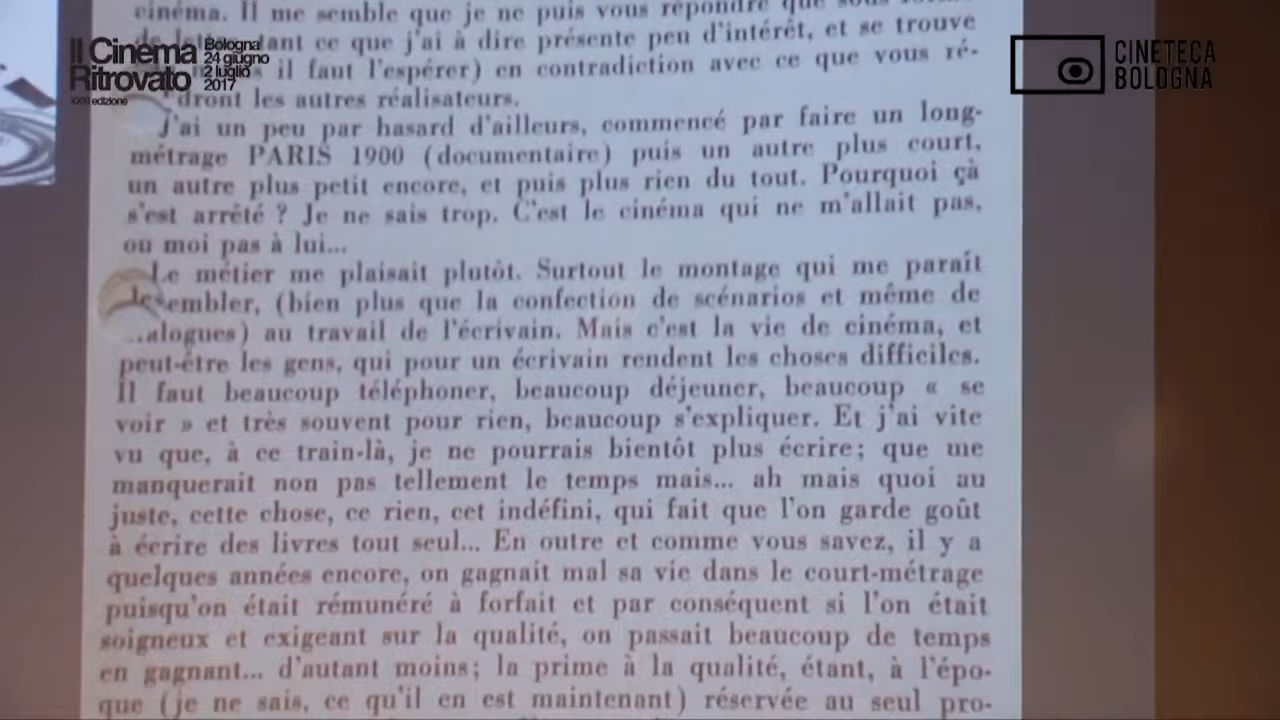 Il Cinema
Ritrovato
Bologna
24 giugno
2 luglio
2017
XXXI edizione
CINETECA
BOLOGNA
cinéma. Il me semble que je ne puis vous répondre que sous
tant ce que j'ai à dire présente peu d'intérêt, et se trouve
il faut l'espérer) en contradiction avec ce que vous ré-
dront les autres réalisateurs.
J'ai un peu par hasard d'ailleurs, commencé par faire un long-
métrage PARIS 1900 (documentaire) puis un autre plus court,
un autre plus petit encore, et puis plus rien du tout. Pourquoi çà
s'est arrêté ? Je ne sais trop. C'est le cinéma qui ne m'allait pas,
ou moi pas à lui...
Le métier me plaisait plutôt. Surtout le montage qui me paraît
sembler, (bien plus que la confection de scénarios et même de
alogues) au travail de l'écrivain. Mais c'est la vie de cinéma, et
peut-être les gens, qui pour un écrivain rendent les choses difficiles.
Il faut beaucoup téléphoner, beaucoup déjeuner, beaucoup « se
voir » et très souvent pour rien, beaucoup s'expliquer. Et j'ai vite
vu que, à ce train-là, je ne pourrais bientôt plus écrire; que me
manquerait non pas tellement le temps mais... ah mais quoi au
juste, cette chose, ce rien, cet indéfini, qui fait que l'on garde goût
à écrire des livres tout seul... En outre et comme vous savez, il y a
quelques années encore, on gagnait mal sa vie dans le court-métrage
puisqu'on était rémunéré à forfait et par conséquent si l'on était
soigneux et exigeant sur la qualité, on passait beaucoup de temps
en gagnant... d'autant moins; la prime à la qualité, étant, à l'épo-
que (je ne sais, ce qu'il en est maintenant) réservée au seul pro-